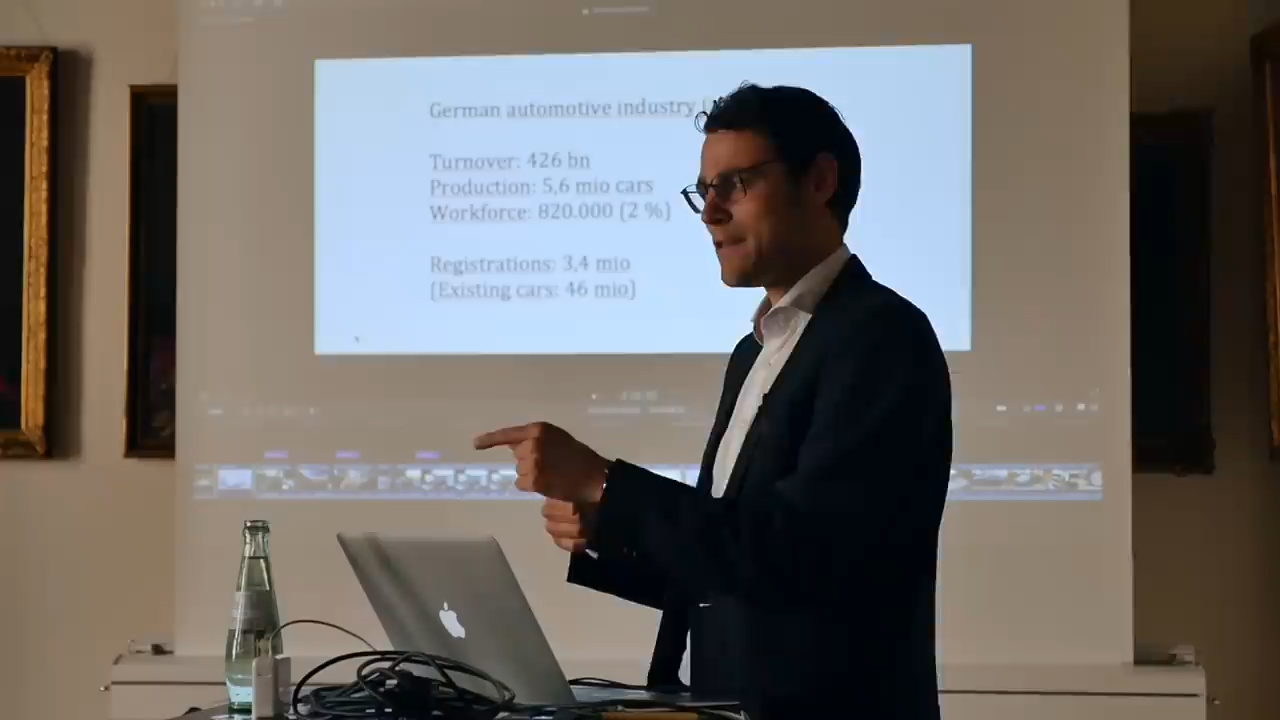 German automotive industry
Turnover: 426 bn
Production: 5,6 mio cars
Workforce: 820.000 (2 %)
Registrations: 3,4 mio
(Existing cars: 46 mio)